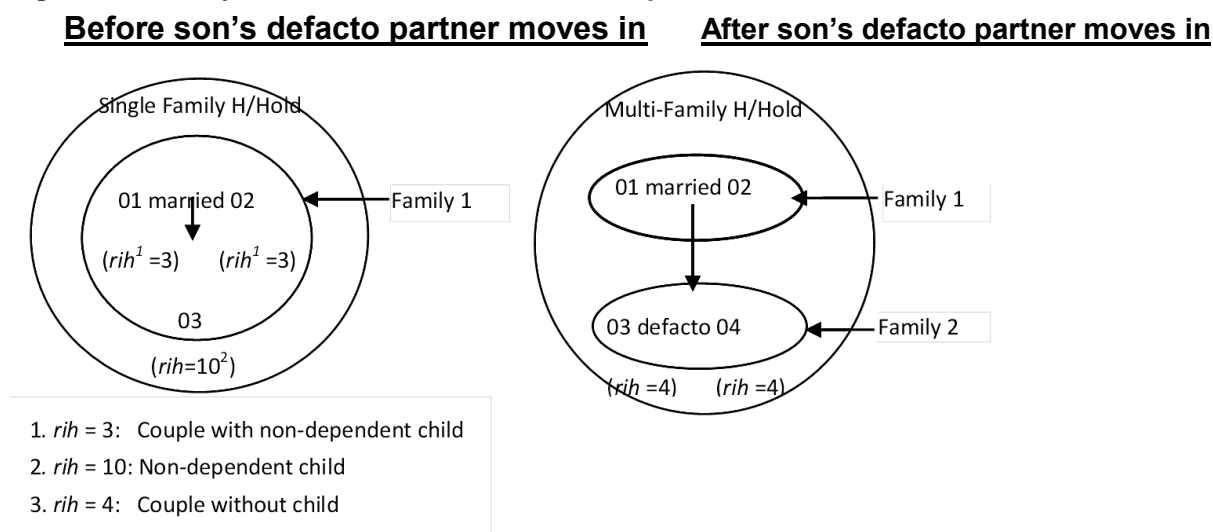 Before son’s defacto partner moves in
After son’s defacto partner moves in
Single Family H/Hold
01 married 02
Family 1
(rih¹ =3) (rih¹ =3)
03
(rih=10²)
Multi-Family H/Hold
01 married 02
Family 1
03 defacto 04
Family 2
(rih =4) (rih =4)
1. rih = 3: Couple with non-dependent child
2. rih = 10: Non-dependent child
3. rih = 4: Couple without child